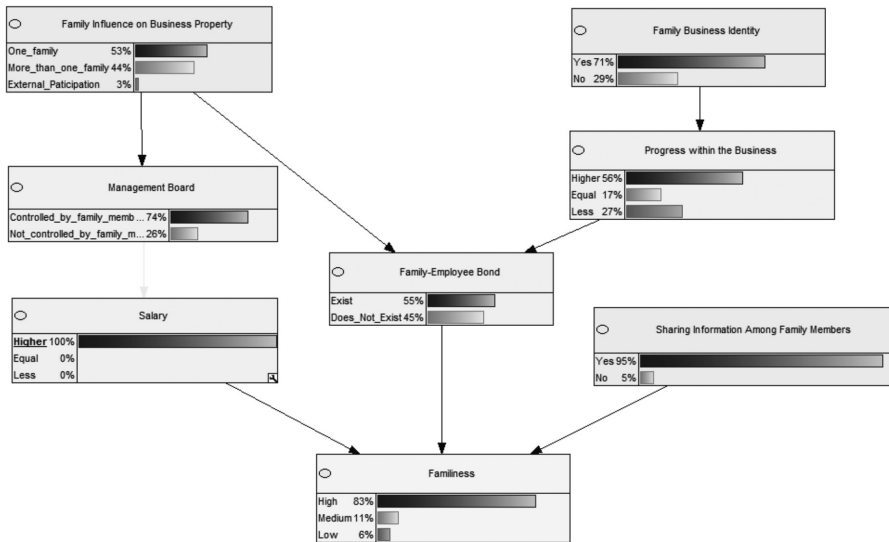 Family Influence on Business Property
One_family 53%
More_than_one_family 44%
External_Paticipation 3%
Family Business Identity
Yes 71%
No 29%
Management Board
Controlled_by_family_memb... 74%
Not_controlled_by_family_m... 26%
Progress within the Business
Higher 56%
Equal 17%
Less 27%
Family-Employee Bond
Exist 55%
Does_Not_Exist 45%
Salary
Higher 100%
Equal 0%
Less 0%
Sharing Information Among Family Members
Yes 95%
No 5%
Familiness
High 83%
Medium 11%
Low 6%